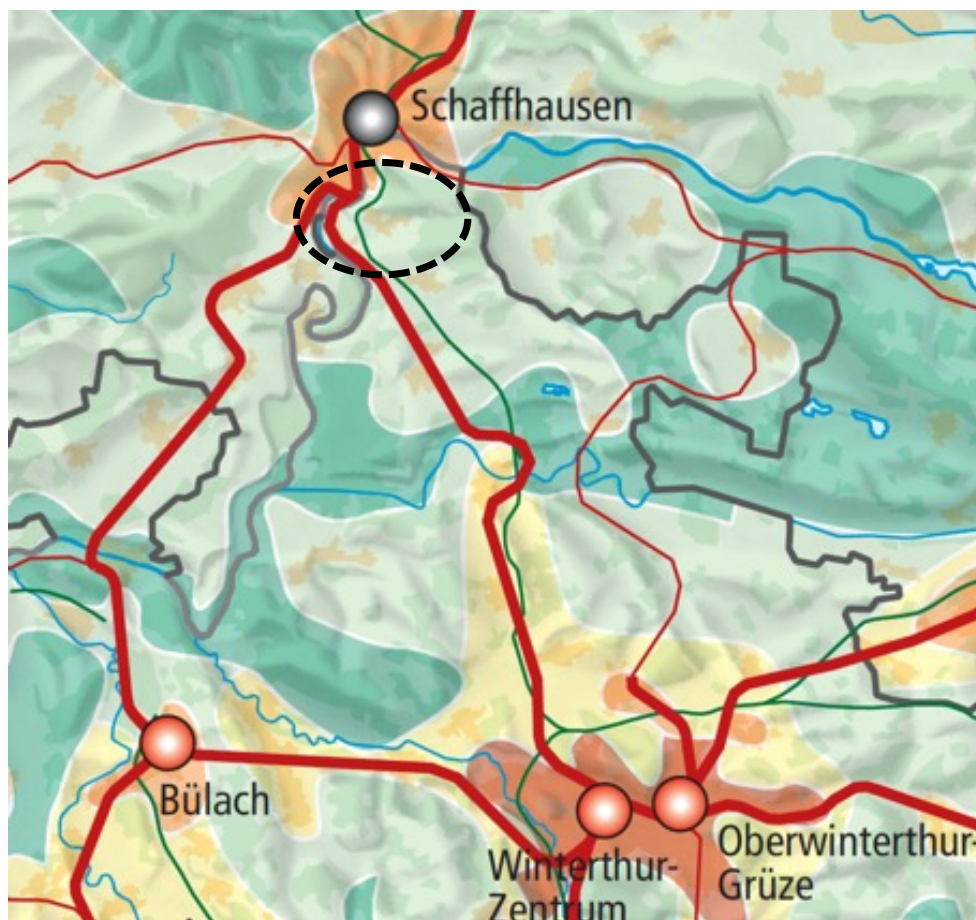 Schaffhausen
Bülach
Oberwinterthur-
Grüze
Winterthur-
Zentrum